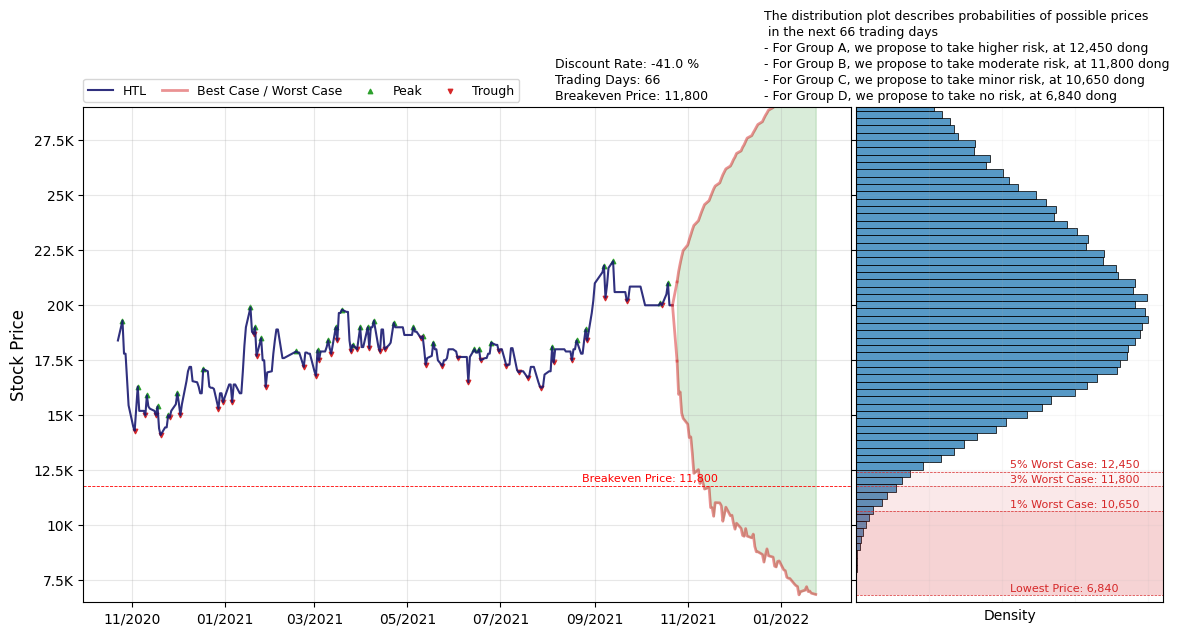 The distribution plot describes probabilities of possible prices
in the next 66 trading days
- For Group A, we propose to take higher risk, at 12,450 dong
- For Group B, we propose to take moderate risk, at 11,800 dong
- For Group C, we propose to take minor risk, at 10,650 dong
- For Group D, we propose to take no risk, at 6,840 dong
Discount Rate: -41.0 %
Trading Days: 66
Breakeven Price: 11,800
HTL Best Case / Worst Case Peak Trough
Stock Price
27.5K
25K
22.5K
20K
17.5K
15K
12.5K
10K
7.5K
Breakeven Price: 11,800
5% Worst Case: 12,450
3% Worst Case: 11,800
1% Worst Case: 10,650
Lowest Price: 6,840
11/2020 01/2021 03/2021 05/2021 07/2021 09/2021 11/2021 01/2022
Density